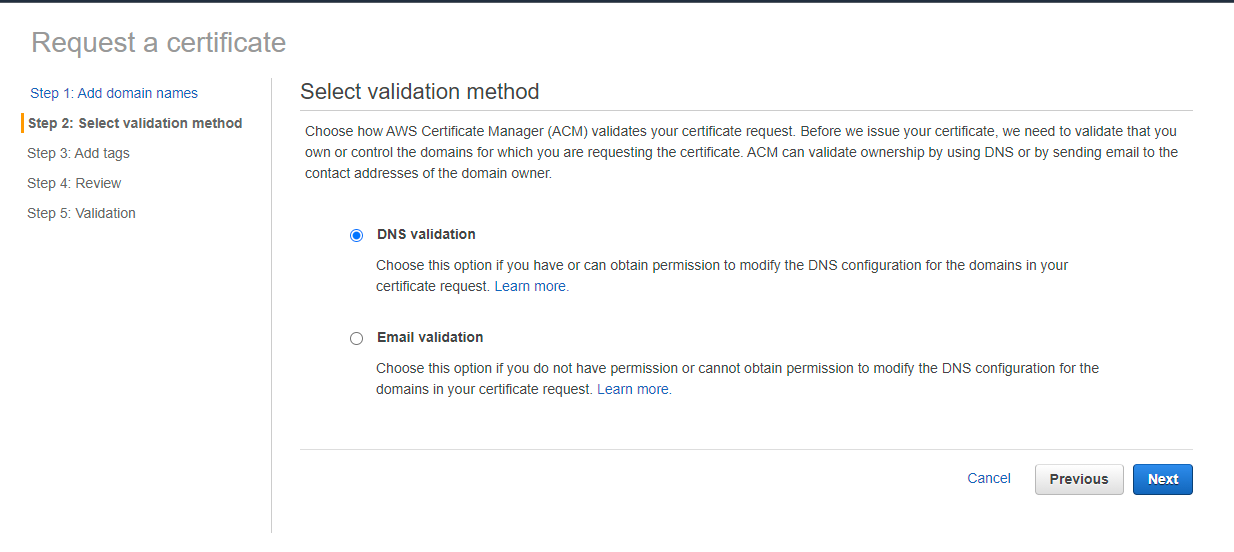 Request a certificate
Step 1: Add domain names
Step 2: Select validation method
Step 3: Add tags
Step 4: Review
Step 5: Validation
Select validation method
Choose how AWS Certificate Manager (ACM) validates your certificate request. Before we issue your certificate, we need to validate that you
own or control the domains for which you are requesting the certificate. ACM can validate ownership by using DNS or by sending email to the
contact addresses of the domain owner.
DNS validation
Choose this option if you have or can obtain permission to modify the DNS configuration for the domains in your
certificate request. Learn more.
Email validation
Choose this option if you do not have permission or cannot obtain permission to modify the DNS configuration for the
domains in your certificate request. Learn more.
Cancel Previous Next